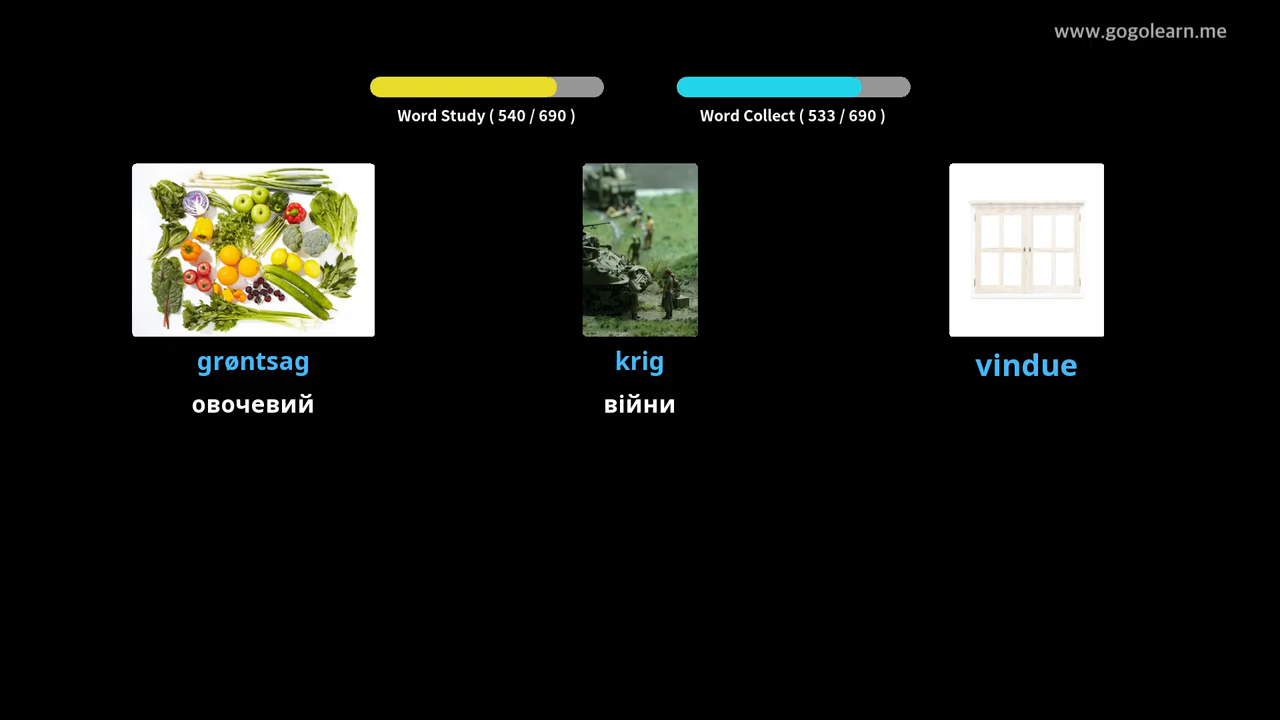 www.gogolearn.me
Word Study ( 540 / 690 )
Word Collect ( 533 / 690 )
grøntsag
krig
vindue
овочевий
війни